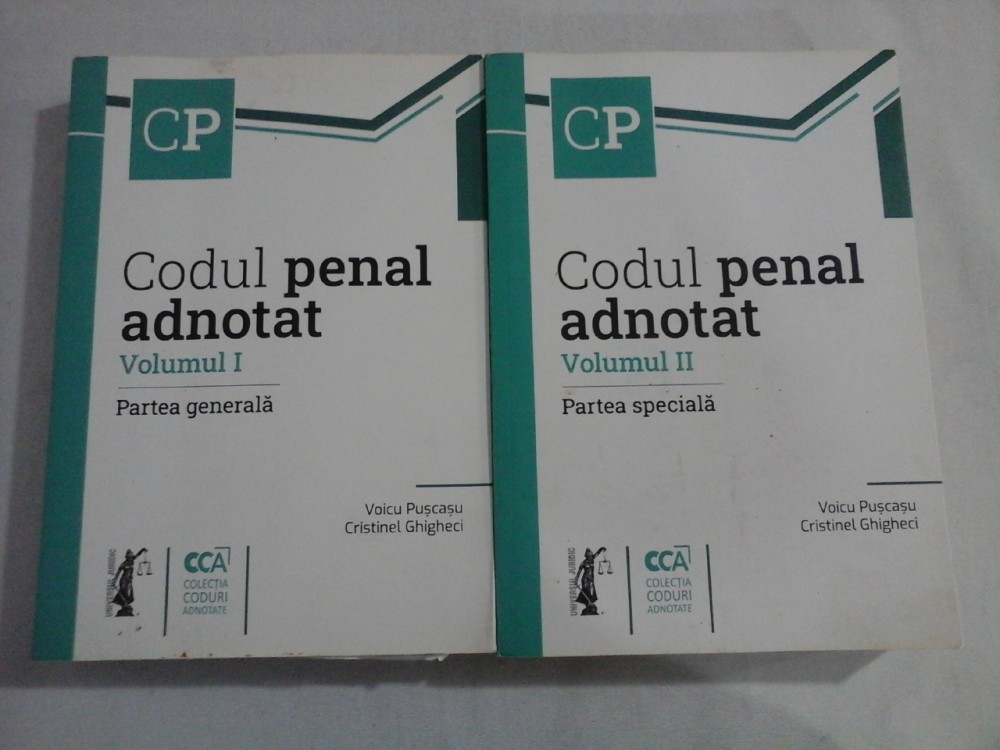 CP
Codul penal
adnotat
Volumul I
Partea generală
Voicu Pușcașu
Cristinel Ghigheci
UNIVERSUL JURIDIC
CCA
COLECȚIA
CODURI
ADNOTATE
CP
Codul penal
adnotat
Volumul II
Partea specială
Voicu Pușcașu
Cristinel Ghigheci
UNIVERSUL JURIDIC
CCA
COLECȚIA
CODURI
ADNOTATE